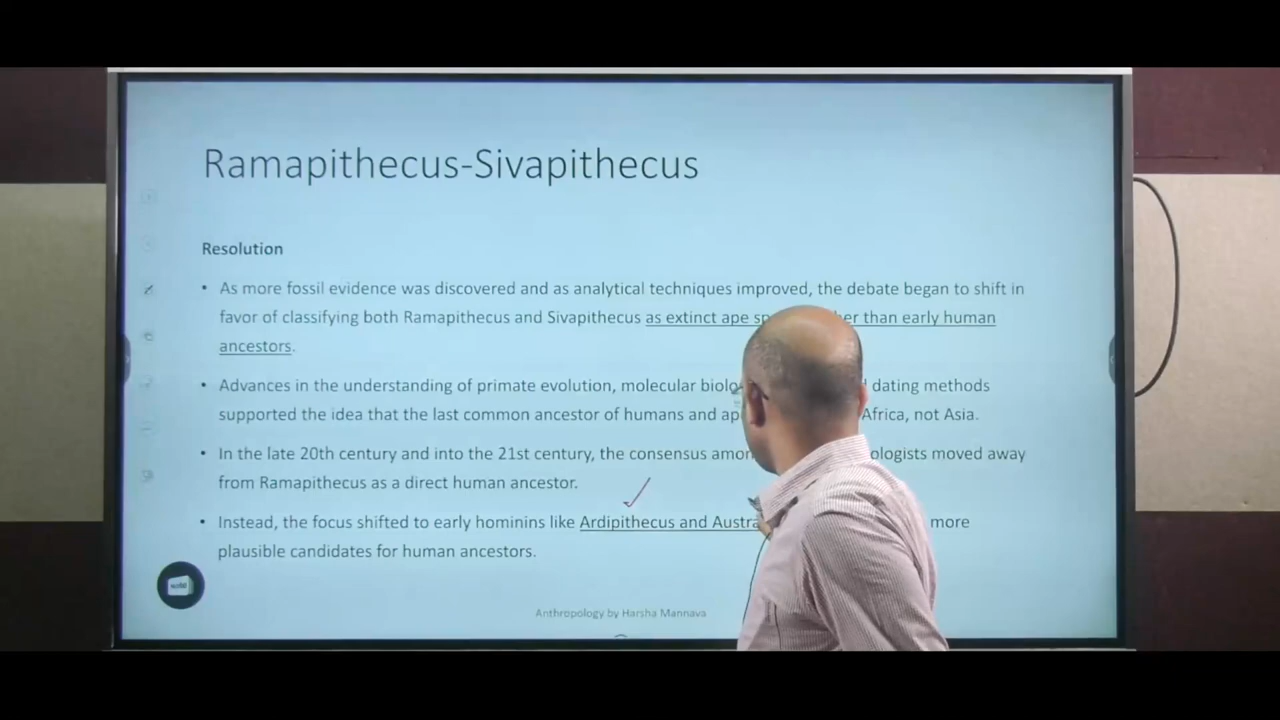 Ramapithecus-Sivapithecus
Resolution
• As more fossil evidence was discovered and as analytical techniques improved, the debate began to shift in
favor of classifying both Ramapithecus and Sivapithecus as extinct ape than early human
ancestors.
• Advances in the understanding of primate evolution, molecular dating methods
supported the idea that the last common ancestor of humans and Africa, not Asia.
• In the late 20th century and into the 21st century, the consensus moved away
from Ramapithecus as a direct human ancestor.
• Instead, the focus shifted to early hominins like Ardipithecus and more
plausible candidates for human ancestors.
Anthropology by Harsha Mannava